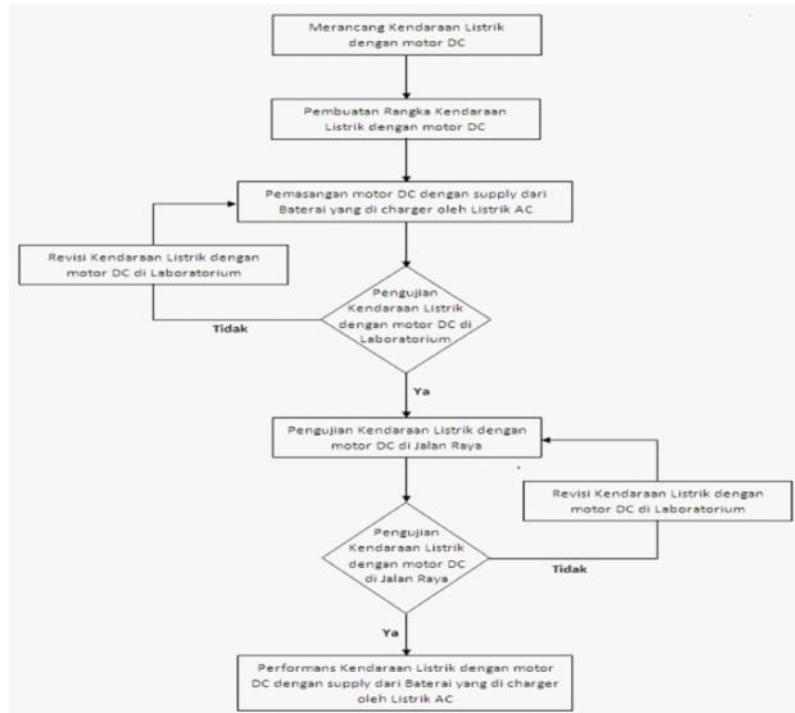 Merancang Kendaraan Listrik
dengan motor DC
Pembuatan Rangka Kendaraan
Listrik dengan motor DC
Pemasangan motor DC dengan supply dari
Baterai yang di charger oleh Listrik AC
Revisi Kendaraan Listrik dengan
motor DC di Laboratorium
Pengujian
Kendaraan Listrik
dengan motor DC di
Laboratorium
Tidak
Ya
Pengujian Kendaraan Listrik dengan
motor DC di Jalan Raya
Revisi Kendaraan Listrik dengan
motor DC di Laboratorium
Pengujian
Kendaraan Listrik
dengan motor DC
di Jalan Raya
Tidak
Ya
Performans Kendaraan Listrik dengan motor
DC dengan supply dari Baterai yang di charger
oleh Listrik AC